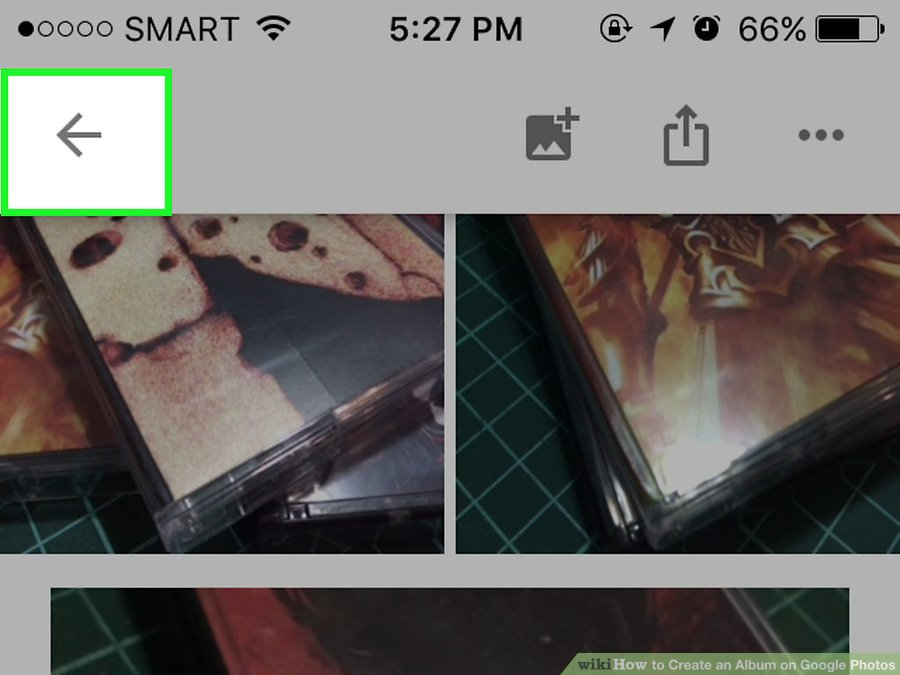 SMART 5:27 PM 66%
wikiHow to Create an Album on Google Photos